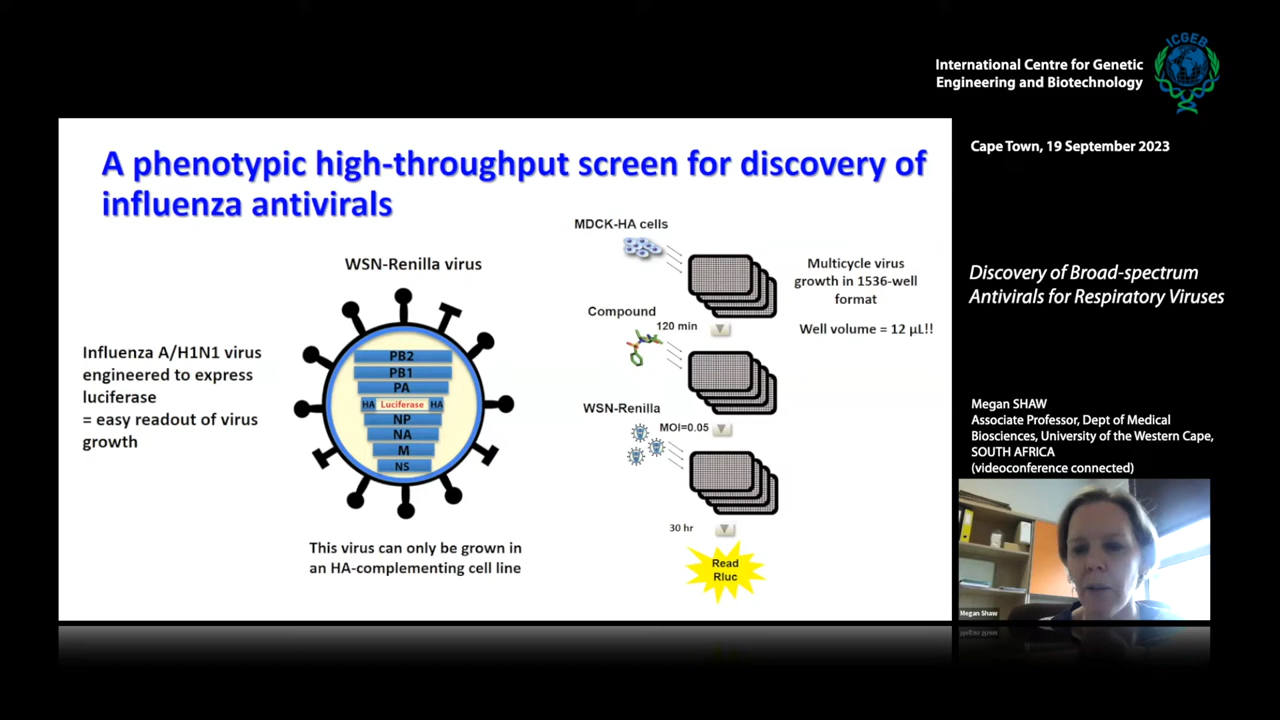 ICGEB
International Centre for Genetic
Engineering and Biotechnology
Cape Town, 19 September 2023
A phenotypic high-throughput screen for discovery of
influenza antivirals
WSN-Renilla virus
Influenza A/H1N1 virus
engineered to express
luciferase
= easy readout of virus
growth
PB2
PB1
PA
HA Luciferase HA
NP
NA
M
NS
This virus can only be grown in
an HA-complementing cell line
MDCK-HA cells
Multicycle virus
growth in 1536-well
format
Well volume = 12 µL!!
Compound
120 min
WSN-Renilla
MOI=0.05
30 hr
Read
Rluc
Discovery of Broad-spectrum
Antivirals for Respiratory Viruses
Megan SHAW
Associate Professor, Dept of Medical
Biosciences, University of the Western Cape,
SOUTH AFRICA
(videoconference connected)
Megan Shaw